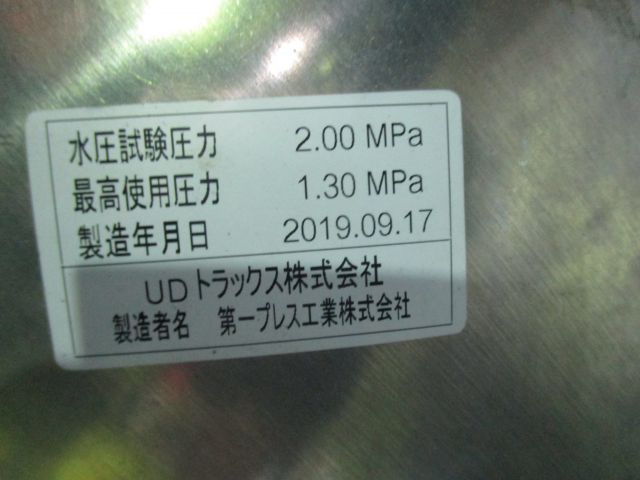 水圧試験圧力 2.00 MPa
最高使用圧力 1.30 MPa
製造年月日 2019.09.17
UDトラックス株式会社
製造者名 第一プレス工業株式会社